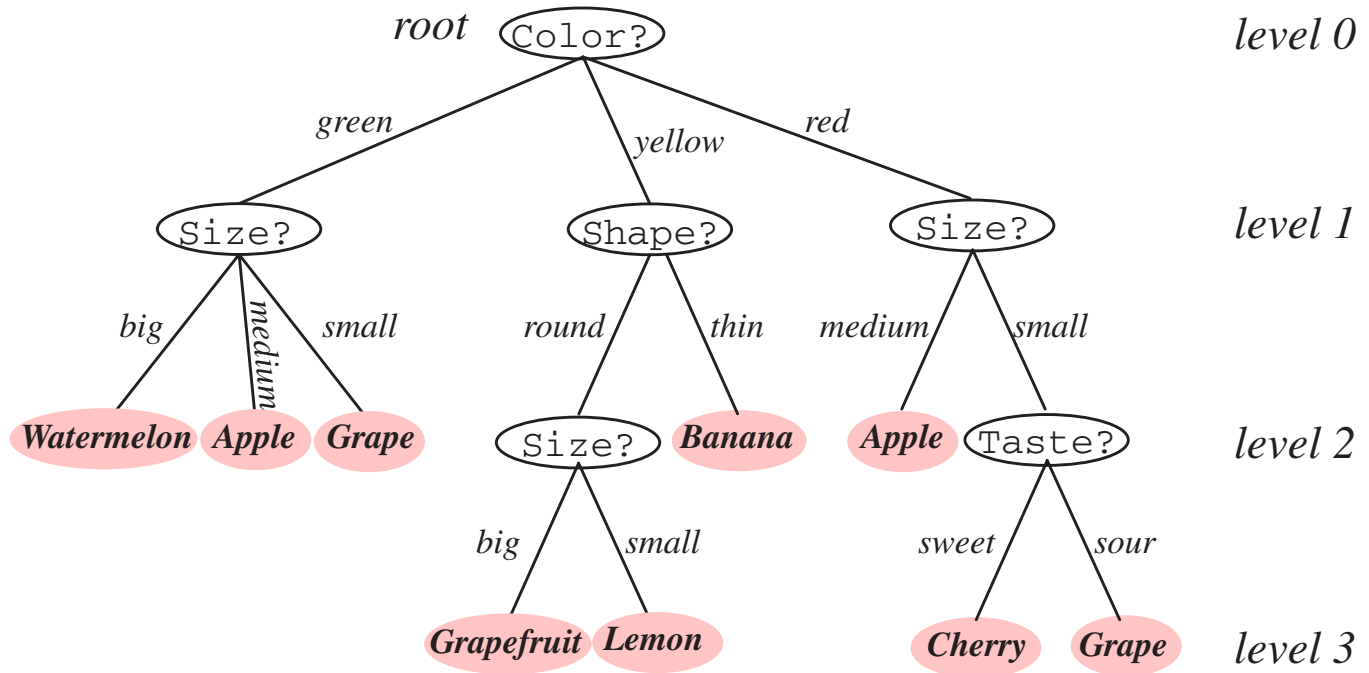 root Color? level 0
green yellow red
Size? Shape? Size? level 1
big medium small round thin medium small
Watermelon Apple Grape Size? Banana Apple Taste? level 2
big small sweet sour
Grapefruit Lemon Cherry Grape level 3